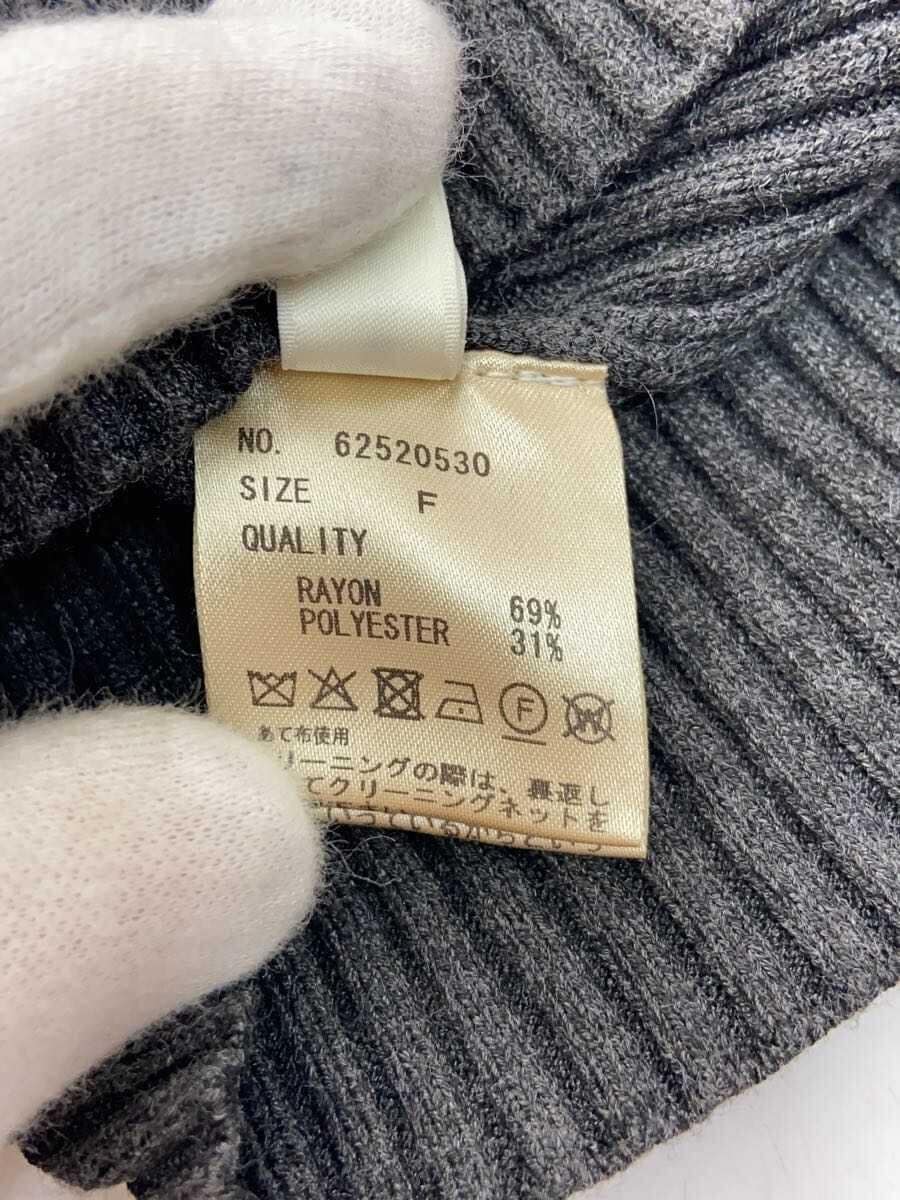 NO. 62520530
SIZE F
QUALITY
RAYON 69%
POLYESTER 31%
F
W
あて布使用
リーニングの際は、裏返し
てクリーニングネットを